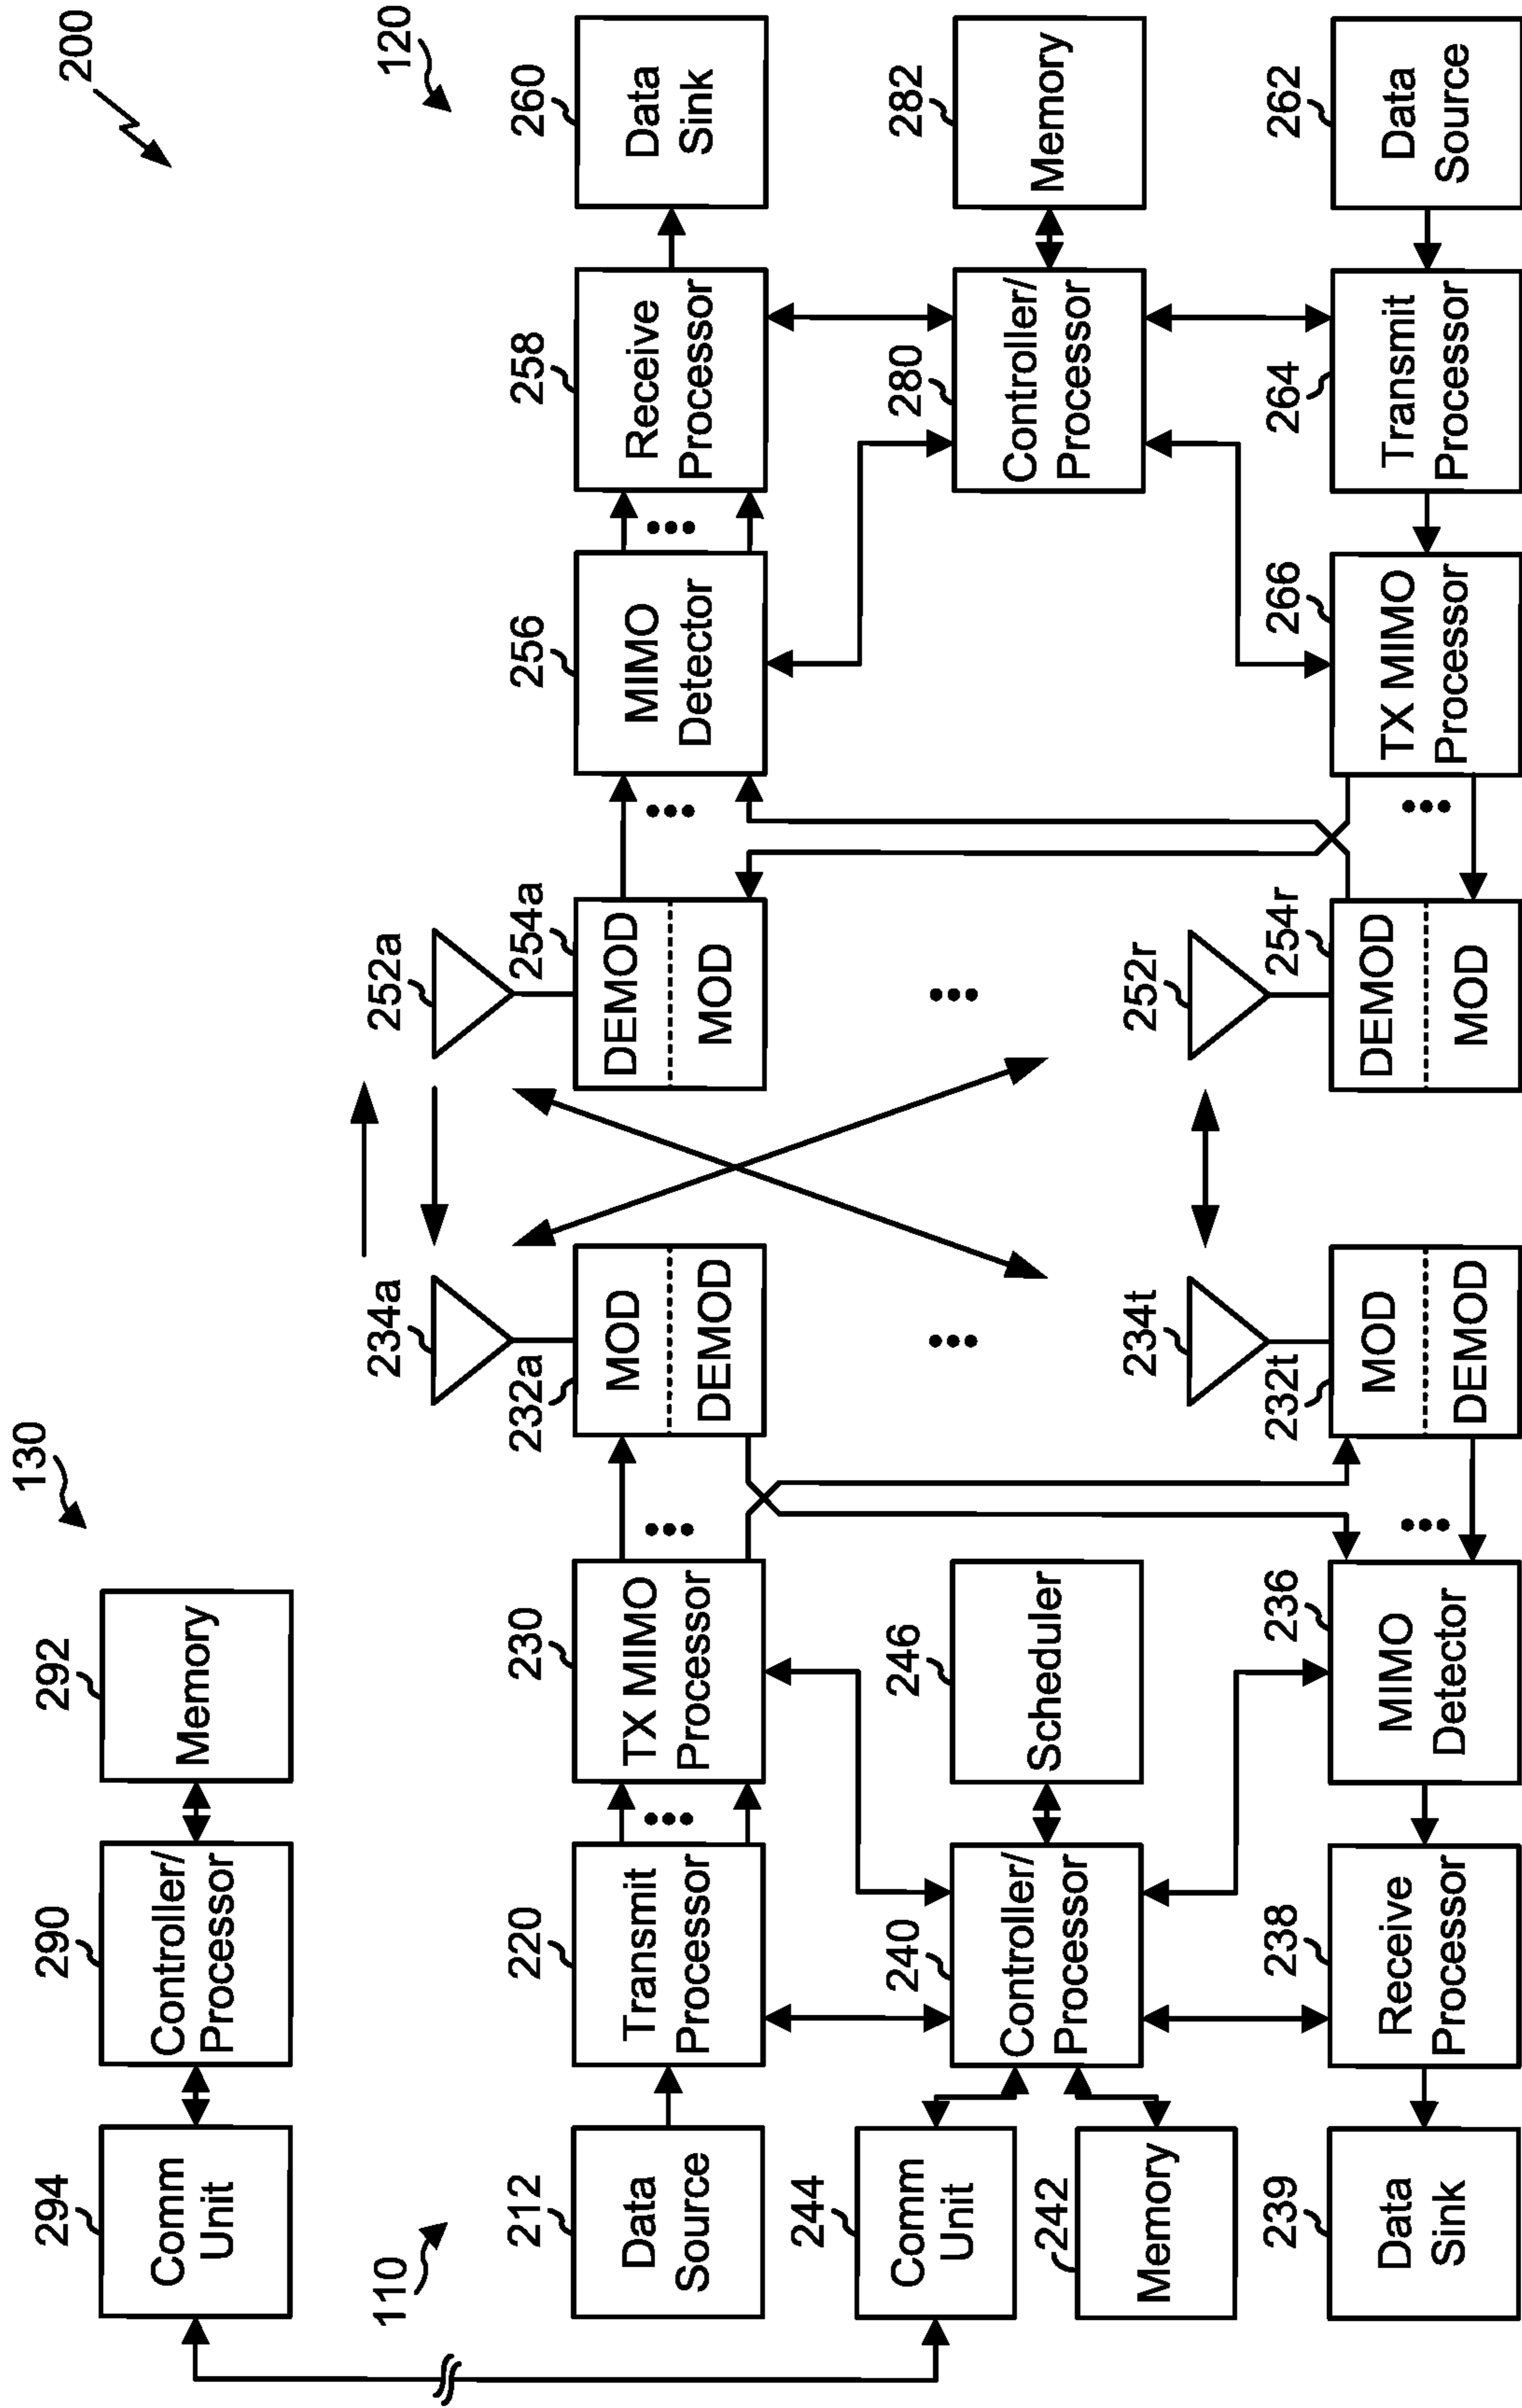 200
130
294
Comm
Unit
290
Controller/
Processor
292
Memory
110
120
212
Data
Source
220
Transmit
Processor
230
TX MIMO
Processor
234a
232a
MOD
DEMOD
252a
254a
DEMOD
MOD
256
MIMO
Detector
258
Receive
Processor
260
Data
Sink
244
Comm
Unit
242
Memory
240
Controller/
Processor
246
Scheduler
280
Controller/
Processor
282
Memory
239
Data
Sink
238
Receive
Processor
236
MIMO
Detector
234t
232t
MOD
DEMOD
252r
254r
DEMOD
MOD
266
TX MIMO
Processor
264
Transmit
Processor
262
Data
Source